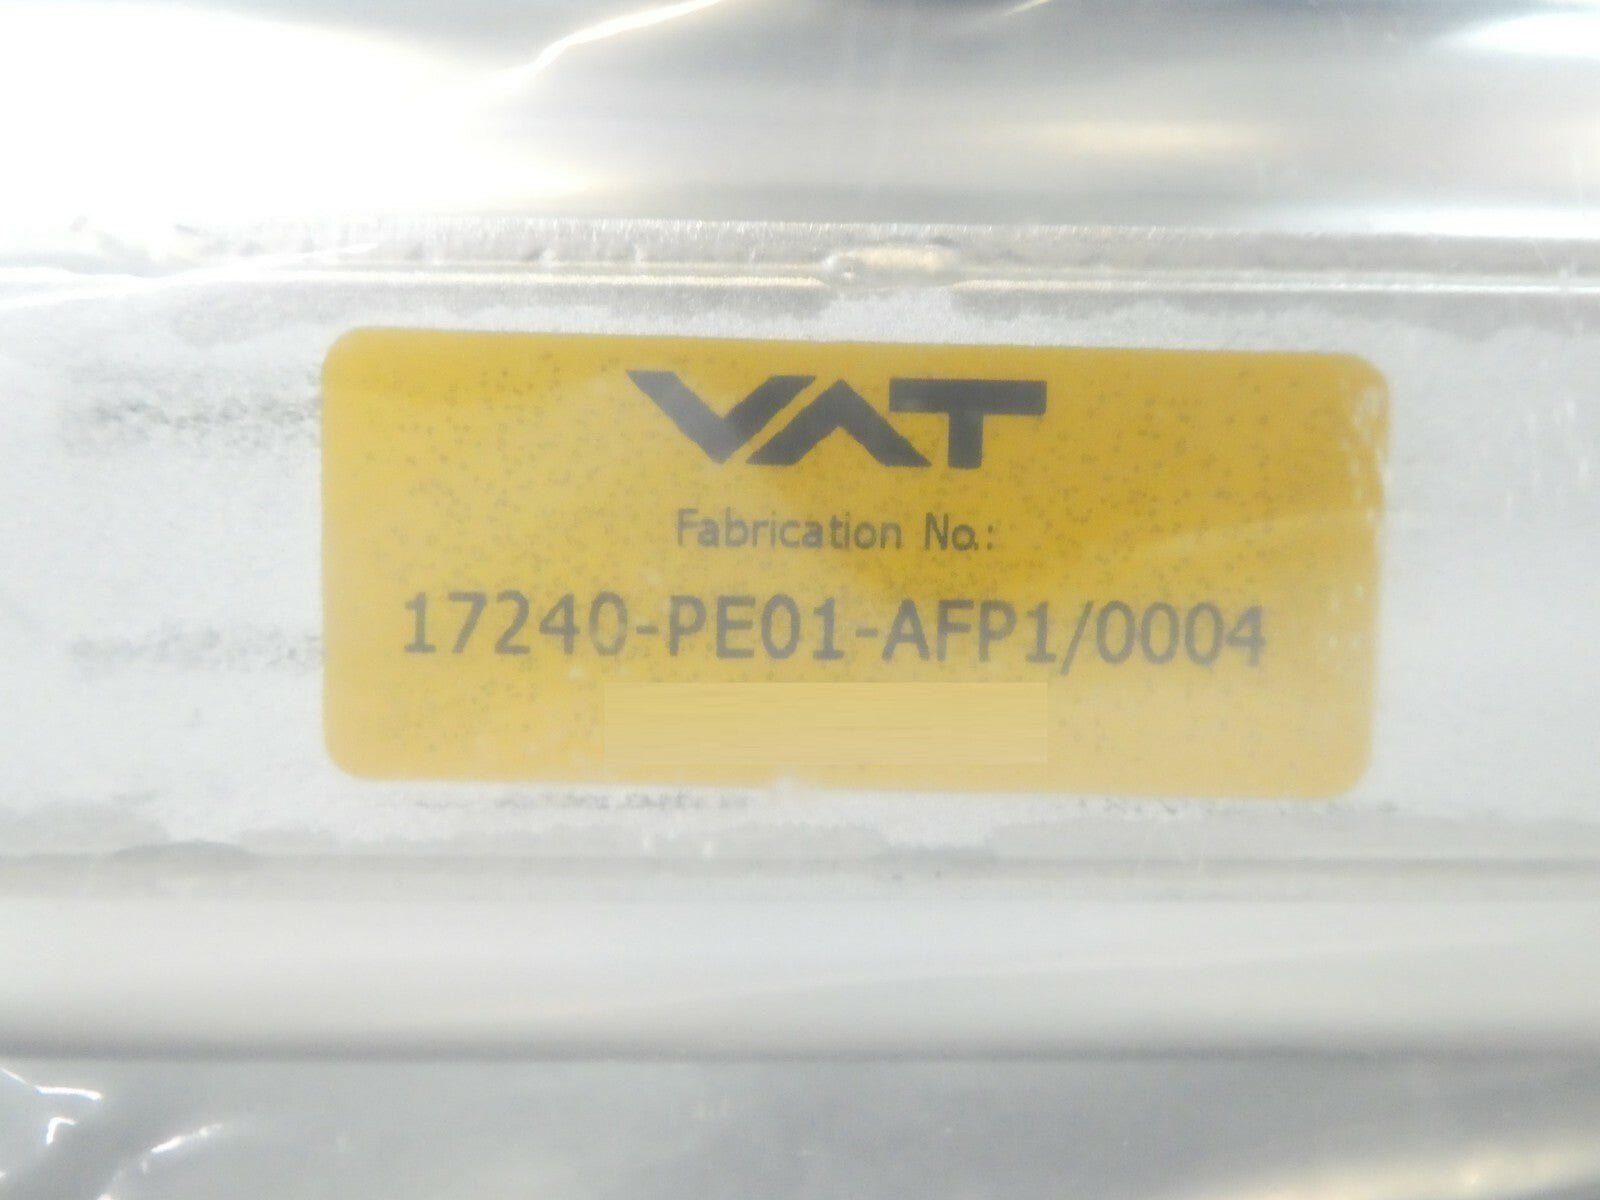 VAT
Fabrication No.:
17240-PE01-AFP1/0004